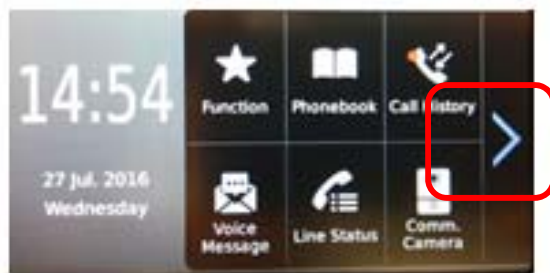 14:54
27 Jul. 2016
Wednesday
Function
Phonebook
Call History
Voice
Message
Line Status
Comm.
Camera